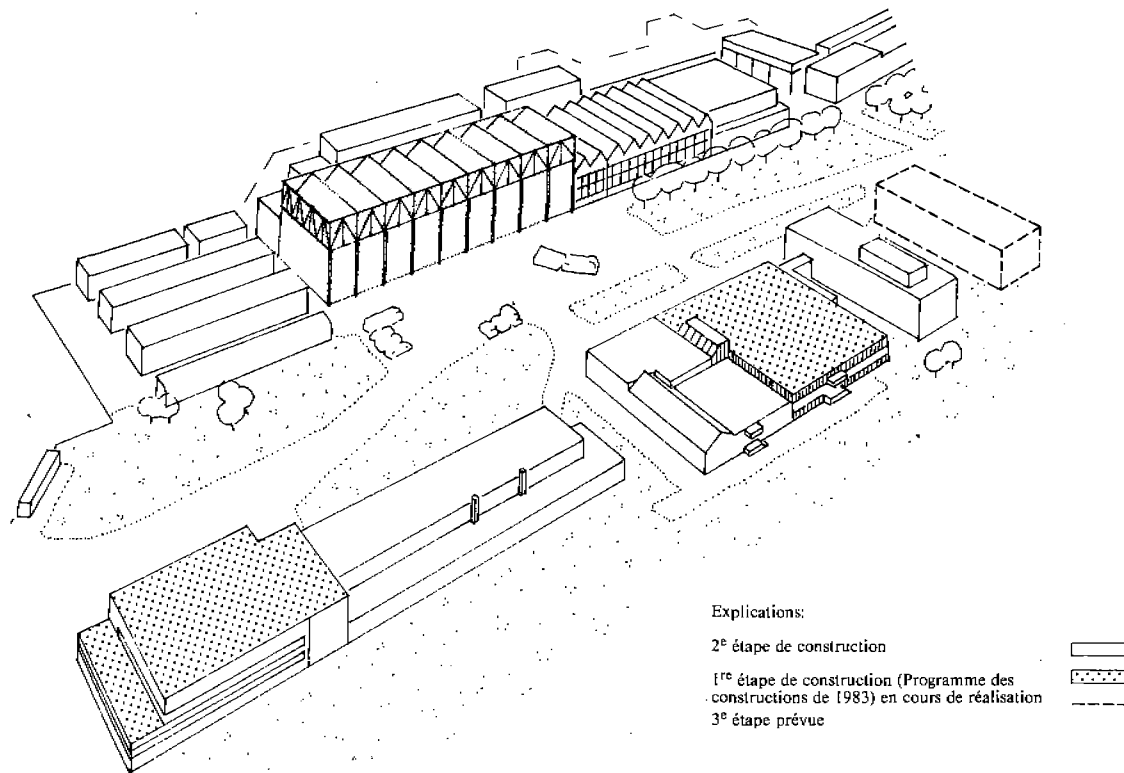 Explications:
2e étape de construction
1re étape de construction (Programme des
constructions de 1983) en cours de réalisation
3e étape prévue